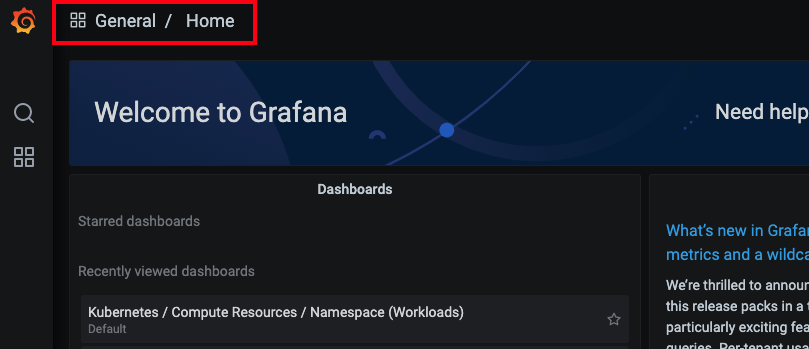 General / Home
Welcome to Grafana
Need help
Dashboards
Starred dashboards
Recently viewed dashboards
Kubernetes / Compute Resources / Namespace (Workloads)
Default
What's new in Grafan
metrics and a wildca
We're thrilled to announ
this release packs in a t
particularly exciting fea
queries. Per-tenant usa